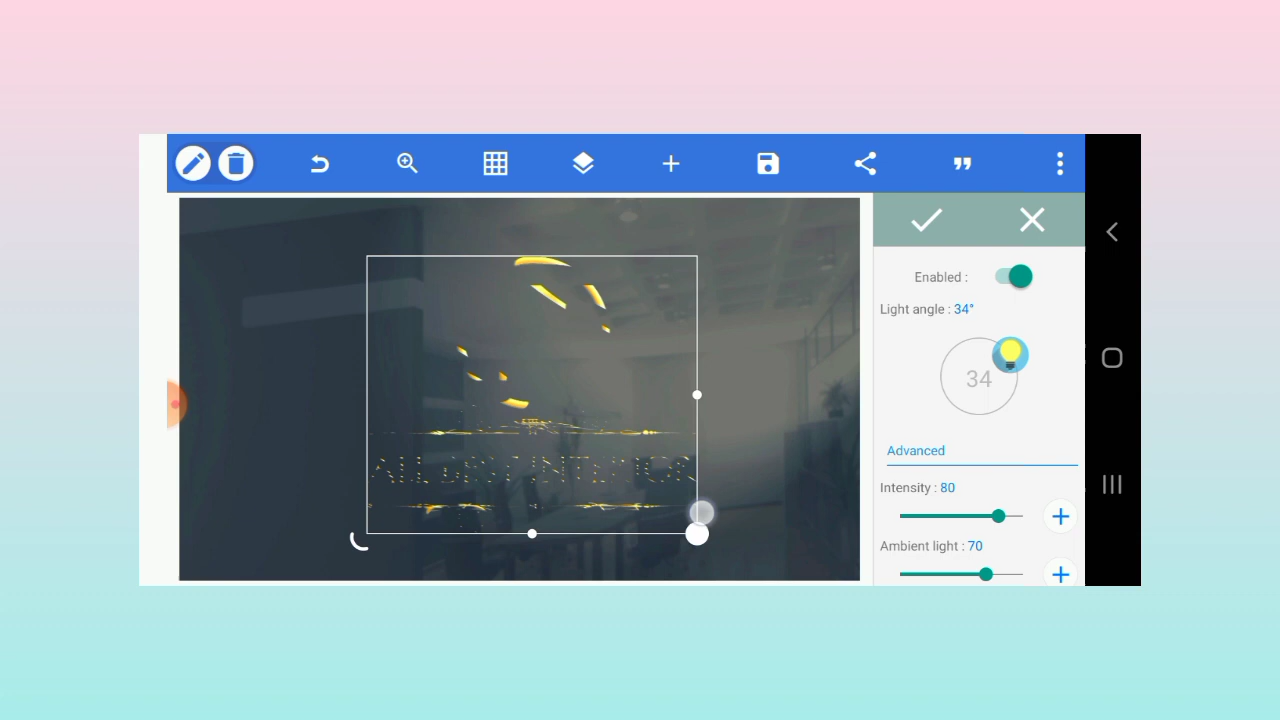 Enabled :
Light angle : 34°
34
Advanced
Intensity : 80
Ambient light : 70